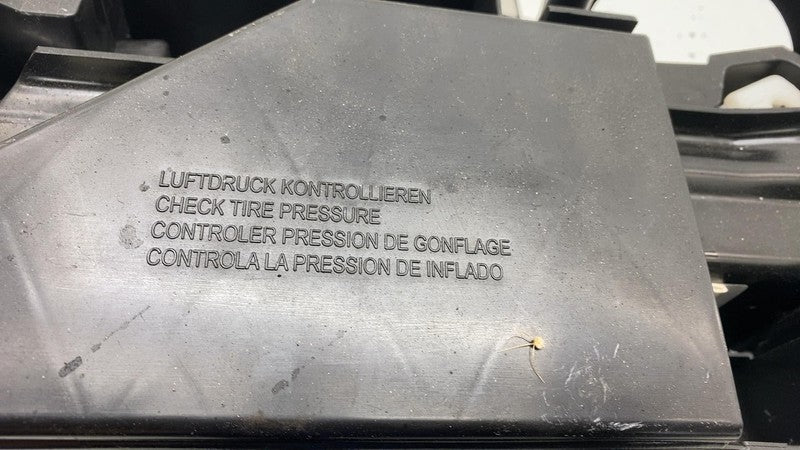 LUFTDRUCK KONTROLLIEREN
CHECK TIRE PRESSURE
CONTROLER PRESSION DE GONFLAGE
CONTROLA LA PRESSION DE INFLADO